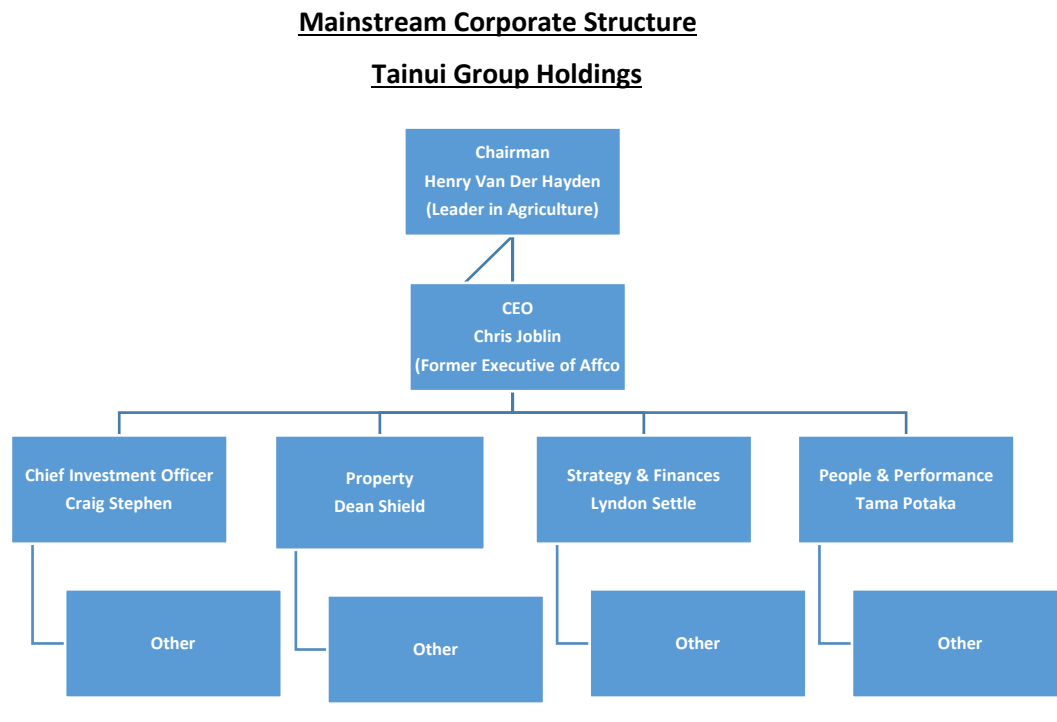 Mainstream Corporate Structure
Tainui Group Holdings
Chairman
Henry Van Der Hayden
(Leader in Agriculture)
CEO
Chris Joblin
(Former Executive of Affco
Chief Investment Officer
Craig Stephen
Property
Dean Shield
Strategy & Finances
Lyndon Settle
People & Performance
Tama Potaka
Other
Other
Other
Other